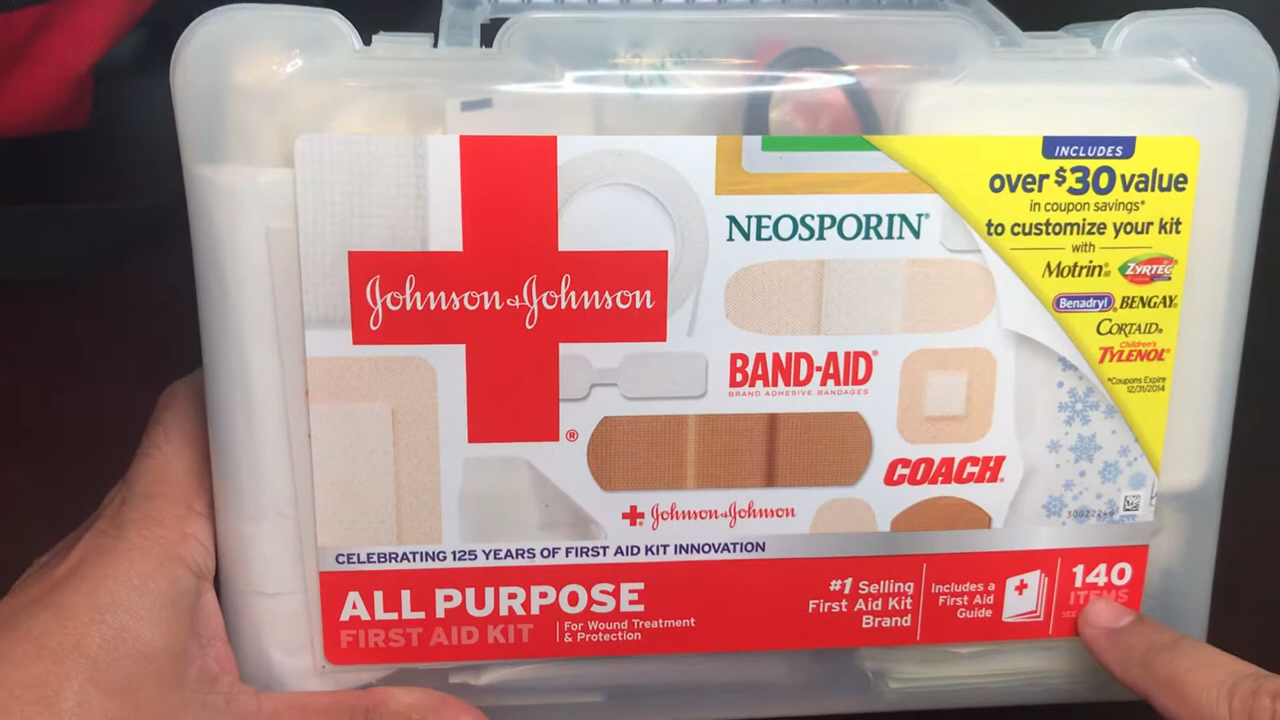 INCLUDES
over $30 value
in coupon savings*
to customize your kit
with
Motrin® IB ZYRTEC®
Benadryl® BENGAY®
CORTAID®
Children's
TYLENOL®
*Coupons Expire
12/31/2014
NEOSPORIN®
Johnson & Johnson
®
BAND-AID®
BRAND ADHESIVE BANDAGES
COACH®
Johnson & Johnson
CELEBRATING 125 YEARS OF FIRST AID KIT INNOVATION
ALL PURPOSE
FIRST AID KIT
For Wound Treatment
& Protection
#1 Selling
First Aid Kit
Brand
Includes a
First Aid
Guide
140
ITEMS